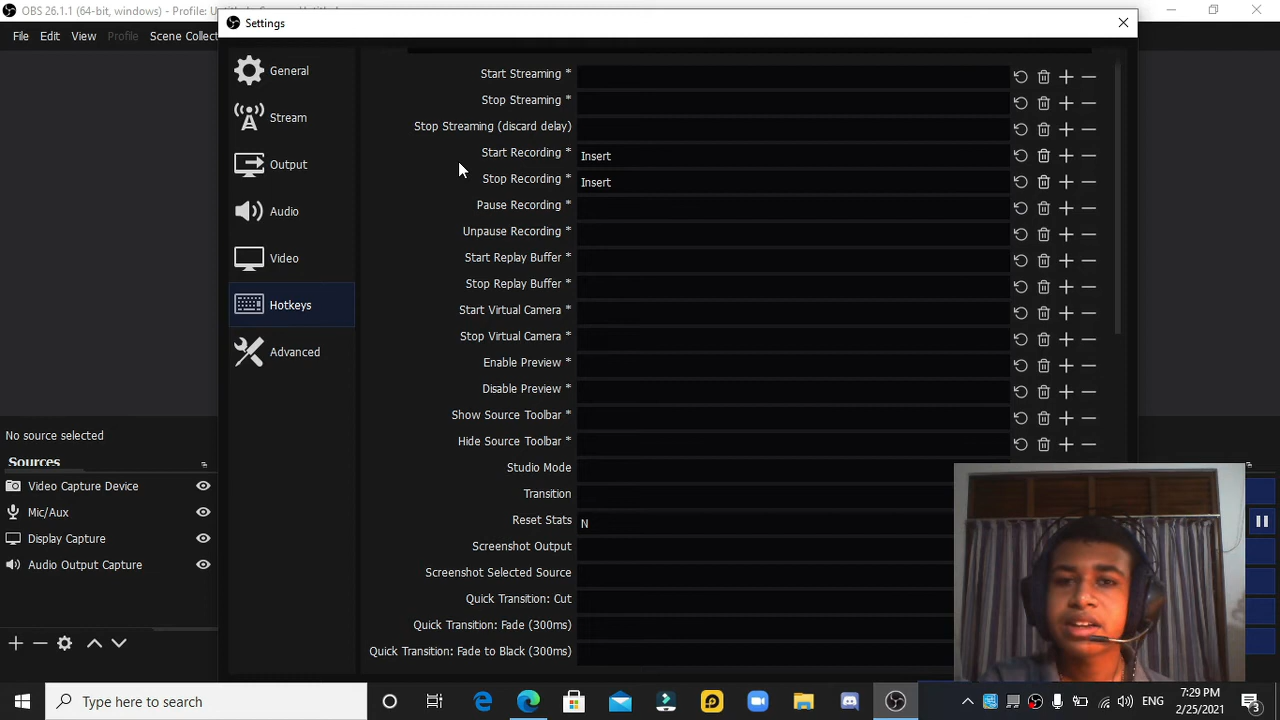 OBS 26.1.1 (64-bit, windows) - Profile: Untitled - Scenes: Untitled
Settings
File Edit View Profile Scene Collect
General
Stream
Output
Audio
Video
Hotkeys
Advanced
Start Streaming *
Stop Streaming *
Stop Streaming (discard delay)
Start Recording * Insert
Stop Recording * Insert
Pause Recording *
Unpause Recording *
Start Replay Buffer *
Stop Replay Buffer *
Start Virtual Camera *
Stop Virtual Camera *
Enable Preview *
Disable Preview *
Show Source Toolbar *
Hide Source Toolbar *
Studio Mode
Transition
Reset Stats N
Screenshot Output
Screenshot Selected Source
Quick Transition: Cut
Quick Transition: Fade (300ms)
Quick Transition: Fade to Black (300ms)
No source selected
Sources
Video Capture Device
Mic/Aux
Display Capture
Audio Output Capture
Type here to search
ENG
7:29 PM
2/25/2021
3